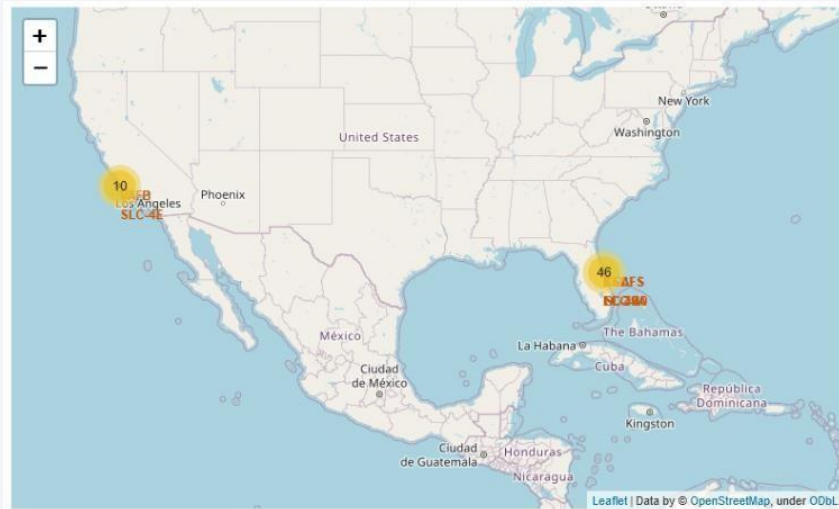 +
−
Ottawa
New York
Washington
United States
10
Los Angeles
SLC-4E
Phoenix
46
The Bahamas
México
La Habana
Cuba
Ciudad
de México
República
Dominicana
Kingston
Ciudad
de Guatemala
Honduras
Nicaragua
Leaflet | Data by © OpenStreetMap, under ODbL